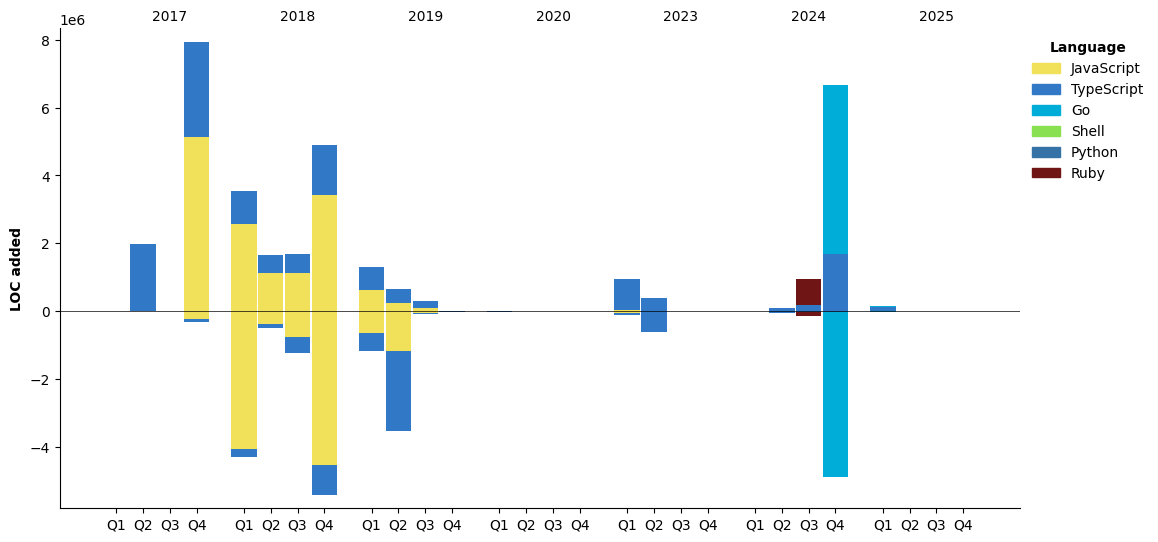 1e6
2017 2018 2019 2020 2023 2024 2025
8
6
4
2
0
−2
−4
LOC added
Q1 Q2 Q3 Q4 Q1 Q2 Q3 Q4 Q1 Q2 Q3 Q4 Q1 Q2 Q3 Q4 Q1 Q2 Q3 Q4 Q1 Q2 Q3 Q4 Q1 Q2 Q3 Q4
Language
JavaScript
TypeScript
Go
Shell
Python
Ruby